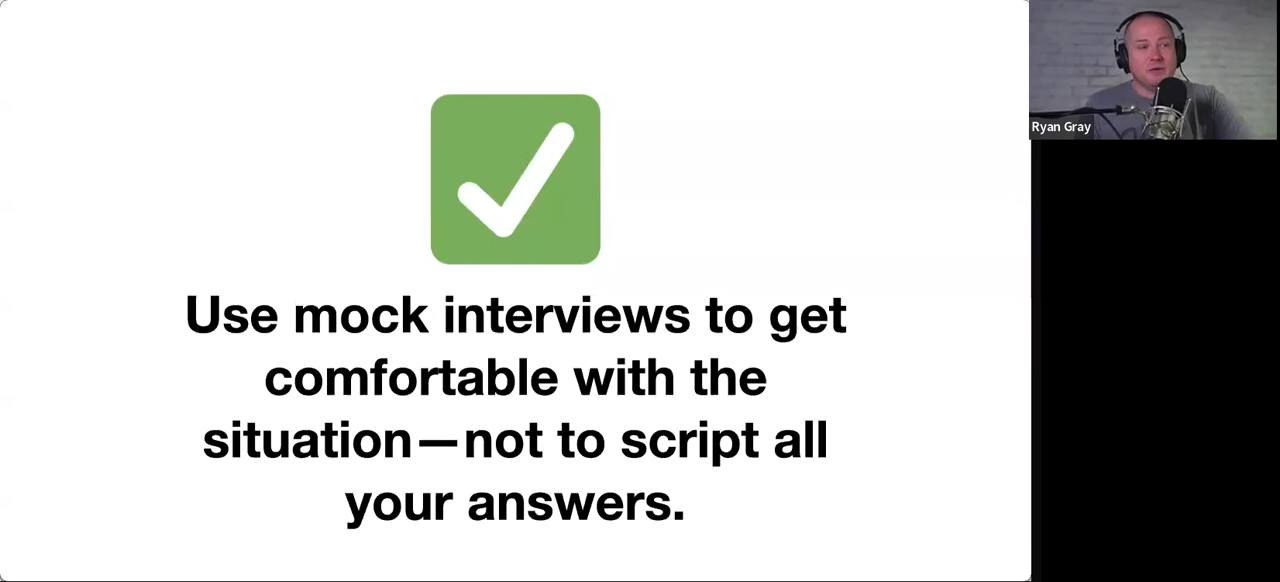 Use mock interviews to get
comfortable with the
situation—not to script all
your answers.
Ryan Gray